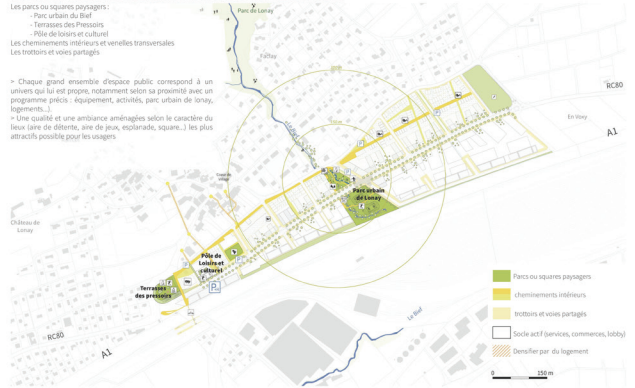 Les parcs ou squares paysagers :
- Parc urbain du Bief
- Terrasses des Pressoirs
- Pôle de loisirs et culturel
Les cheminements intérieurs et venelles transversales
Les trottoirs et voies partagés
> Chaque grand ensemble d'espace public correspond à un
univers qui lui est propre, notamment selon sa proximité avec un
programme précis : équipement, activités, parc urbain de lonay,
logements...).
> Une qualité et une ambiance aménagées selon le caractère du
lieu (aire de détente, aire de jeux, esplanade, square...) les plus
attractifs possible pour les usagers
Parc de Lonay
Le Bief
RC80
En Voxy
A1
Parc urbain
de Lonay
Château de
Lonay
Pôle de
Loisirs et
culturel
Terrasses
des pressoirs
P
RC80
A1
Le Bief
Parcs ou squares paysagers
cheminements intérieurs
trottoirs et voies partagés
Socle actif (services, commerces, lobby)
Densifier par du logement
0 150 m